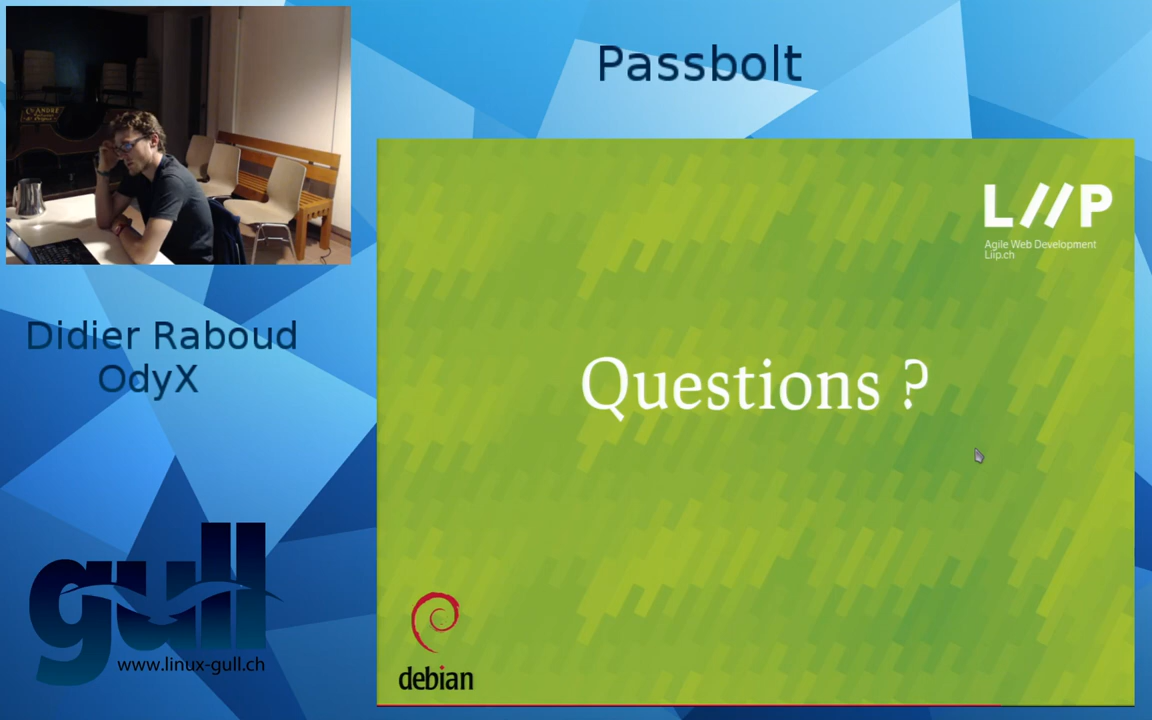 Passbolt
L//P
Agile Web Development
Liip.ch
Didier Raboud
OdyX
Questions ?
gull
www.linux-gull.ch
debian